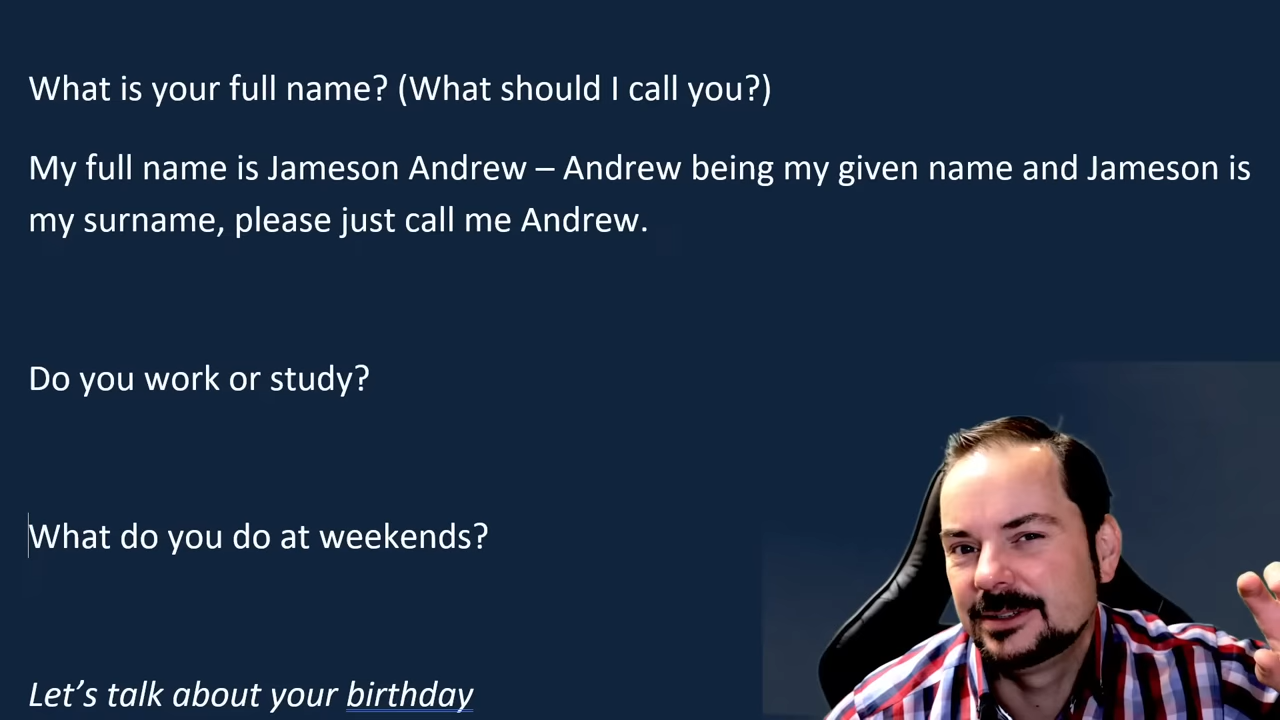 What is your full name? (What should I call you?)
My full name is Jameson Andrew – Andrew being my given name and Jameson is
my surname, please just call me Andrew.
Do you work or study?
What do you do at weekends?
Let’s talk about your birthday